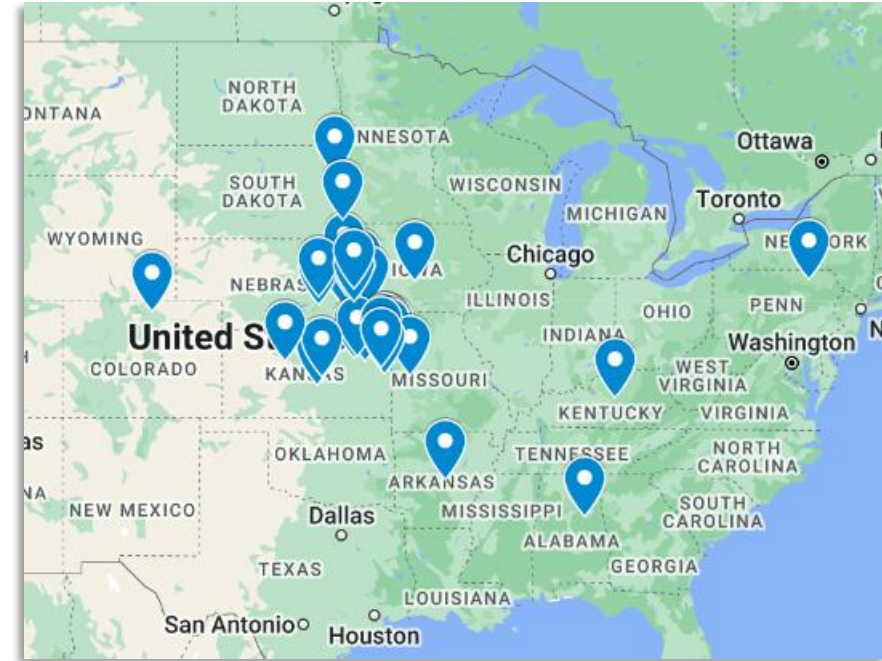 NORTH
DAKOTA
ONTANA
NNESOTA
Ottawa
SOUTH
DAKOTA
WISCONSIN
MICHIGAN
Toronto
WYOMING
NE
ORK
Chicago
NEBRAS
ILLINOIS
OHIO
PENN
United S
INDIANA
Washington
N
COLORADO
KAN
AS
MISSOURI
WEST
VIRGINIA
KENTUCKY
VIRGINIA
as
OKLAHOMA
TENNESSEE
NORTH
CAROLINA
ARKANSAS
NA
NEW MEXICO
Dallas
MISSISSIPPI
SOUTH
CAROLINA
ALABAMA
TEXAS
GEORGIA
LOUISIANA
San Antonio
Houston